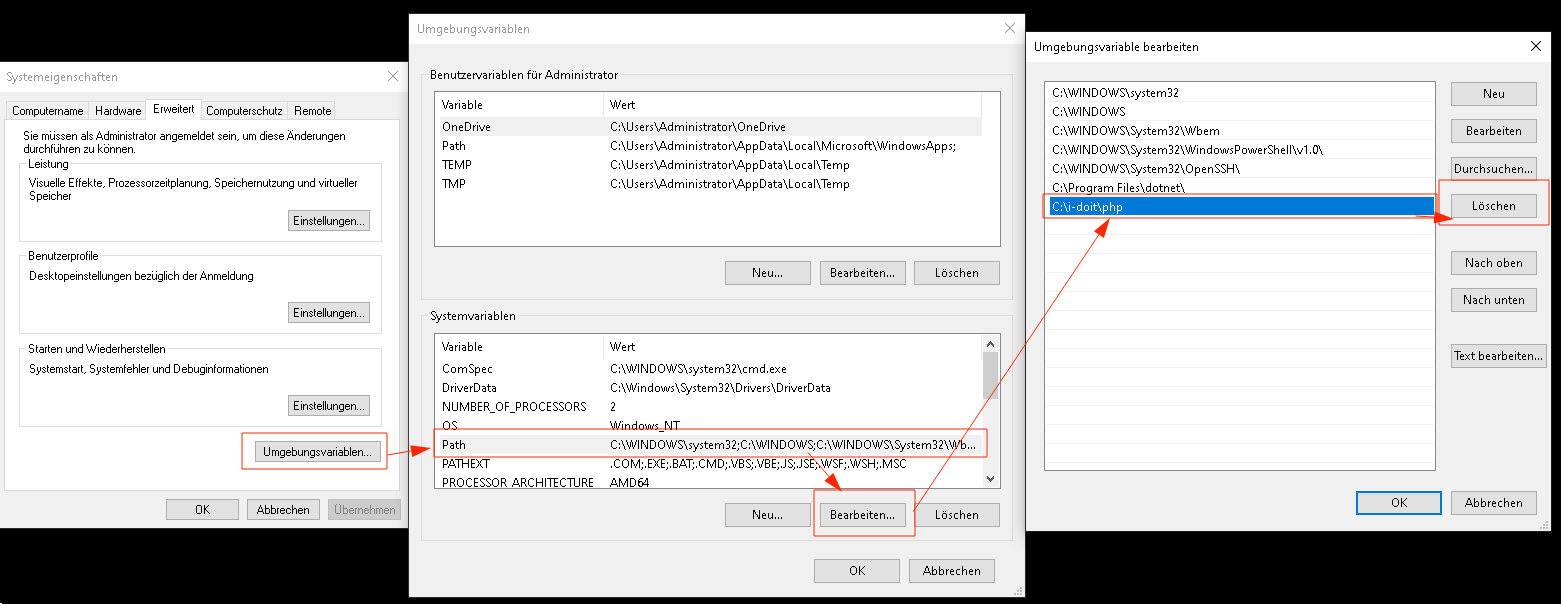 Systemeigenschaften
Computername Hardware Erweitert Computerschutz Remote
Sie müssen als Administrator angemeldet sein, um diese Änderungen
durchführen zu können.
Leistung
Visuelle Effekte, Prozessorzeitplanung, Speichernutzung und virtueller
Speicher
Einstellungen...
Benutzerprofile
Desktopeinstellungen bezüglich der Anmeldung
Einstellungen...
Starten und Wiederherstellen
Systemstart, Systemfehler und Debuginformationen
Einstellungen...
Umgebungsvariablen...
OK Abbrechen Übernehmen
Umgebungsvariablen
Benutzervariablen für Administrator
Variable Wert
OneDrive C:\Users\Administrator\OneDrive
Path C:\Users\Administrator\AppData\Local\Microsoft\WindowsApps;
TEMP C:\Users\Administrator\AppData\Local\Temp
TMP C:\Users\Administrator\AppData\Local\Temp
Neu... Bearbeiten... Löschen
Systemvariablen
Variable Wert
ComSpec C:\WINDOWS\system32\cmd.exe
DriverData C:\Windows\System32\Drivers\DriverData
NUMBER_OF_PROCESSORS 2
OS Windows_NT
Path C:\WINDOWS\system32;C:\WINDOWS;C:\WINDOWS\System32\Wb...
PATHEXT .COM;.EXE;.BAT;.CMD;.VBS;.VBE;.JS;.JSE;.WSF;.WSH;.MSC
PROCESSOR_ARCHITECTURE AMD64
Neu... Bearbeiten... Löschen
OK Abbrechen
Umgebungsvariable bearbeiten
C:\WINDOWS\system32
C:\WINDOWS
C:\WINDOWS\System32\Wbem
C:\WINDOWS\System32\WindowsPowerShell\v1.0\
C:\WINDOWS\System32\OpenSSH\
C:\Program Files\dotnet\
C:\i-doit\php
Neu
Bearbeiten
Durchsuchen...
Löschen
Nach oben
Nach unten
Text bearbeiten...
OK Abbrechen